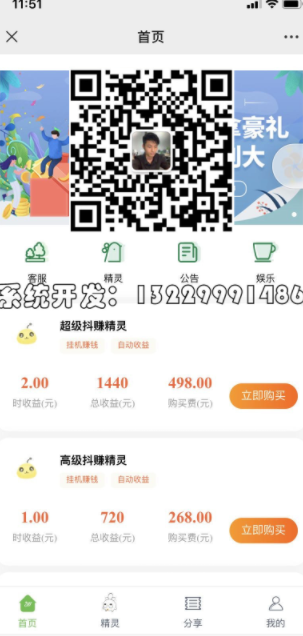 11:51
首页
拿豪礼
刮大
客服
精灵
公告
娱乐
系统开发：13229991486
超级抖赚精灵
挂机赚钱 自动收益
2.00 1440 498.00
时收益(元) 总收益(元) 购买费(元)
立即购买
高级抖赚精灵
挂机赚钱 自动收益
1.00 720 268.00
时收益(元) 总收益(元) 购买费(元)
立即购买
首页 精灵 分享 我的